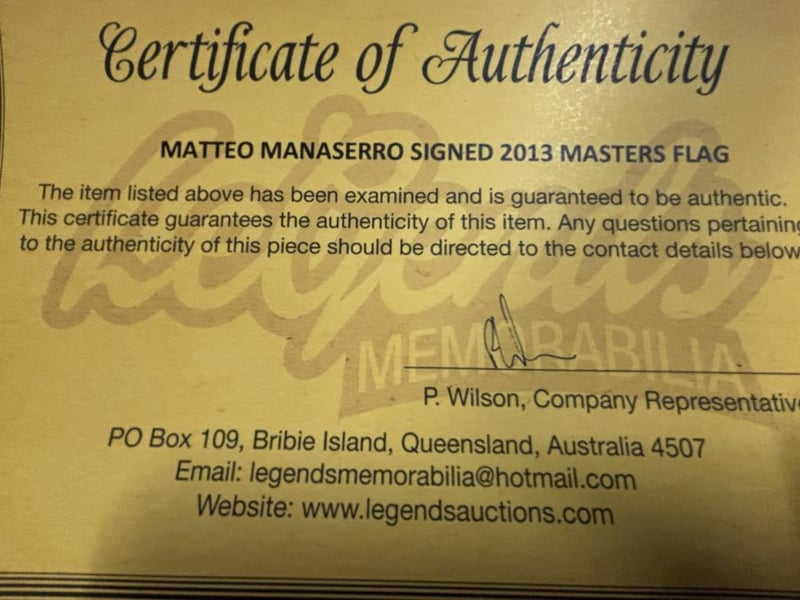 Certificate of Authenticity
MATTEO MANASERRO SIGNED 2013 MASTERS FLAG
The item listed above has been examined and is guaranteed to be authentic.
This certificate guarantees the authenticity of this item. Any questions pertaining
to the authenticity of this piece should be directed to the contact details below
Legends
MEMORABILIA
P. Wilson, Company Representative
PO Box 109, Bribie Island, Queensland, Australia 4507
Email: legendsmemorabilia@hotmail.com
Website: www.legendsauctions.com